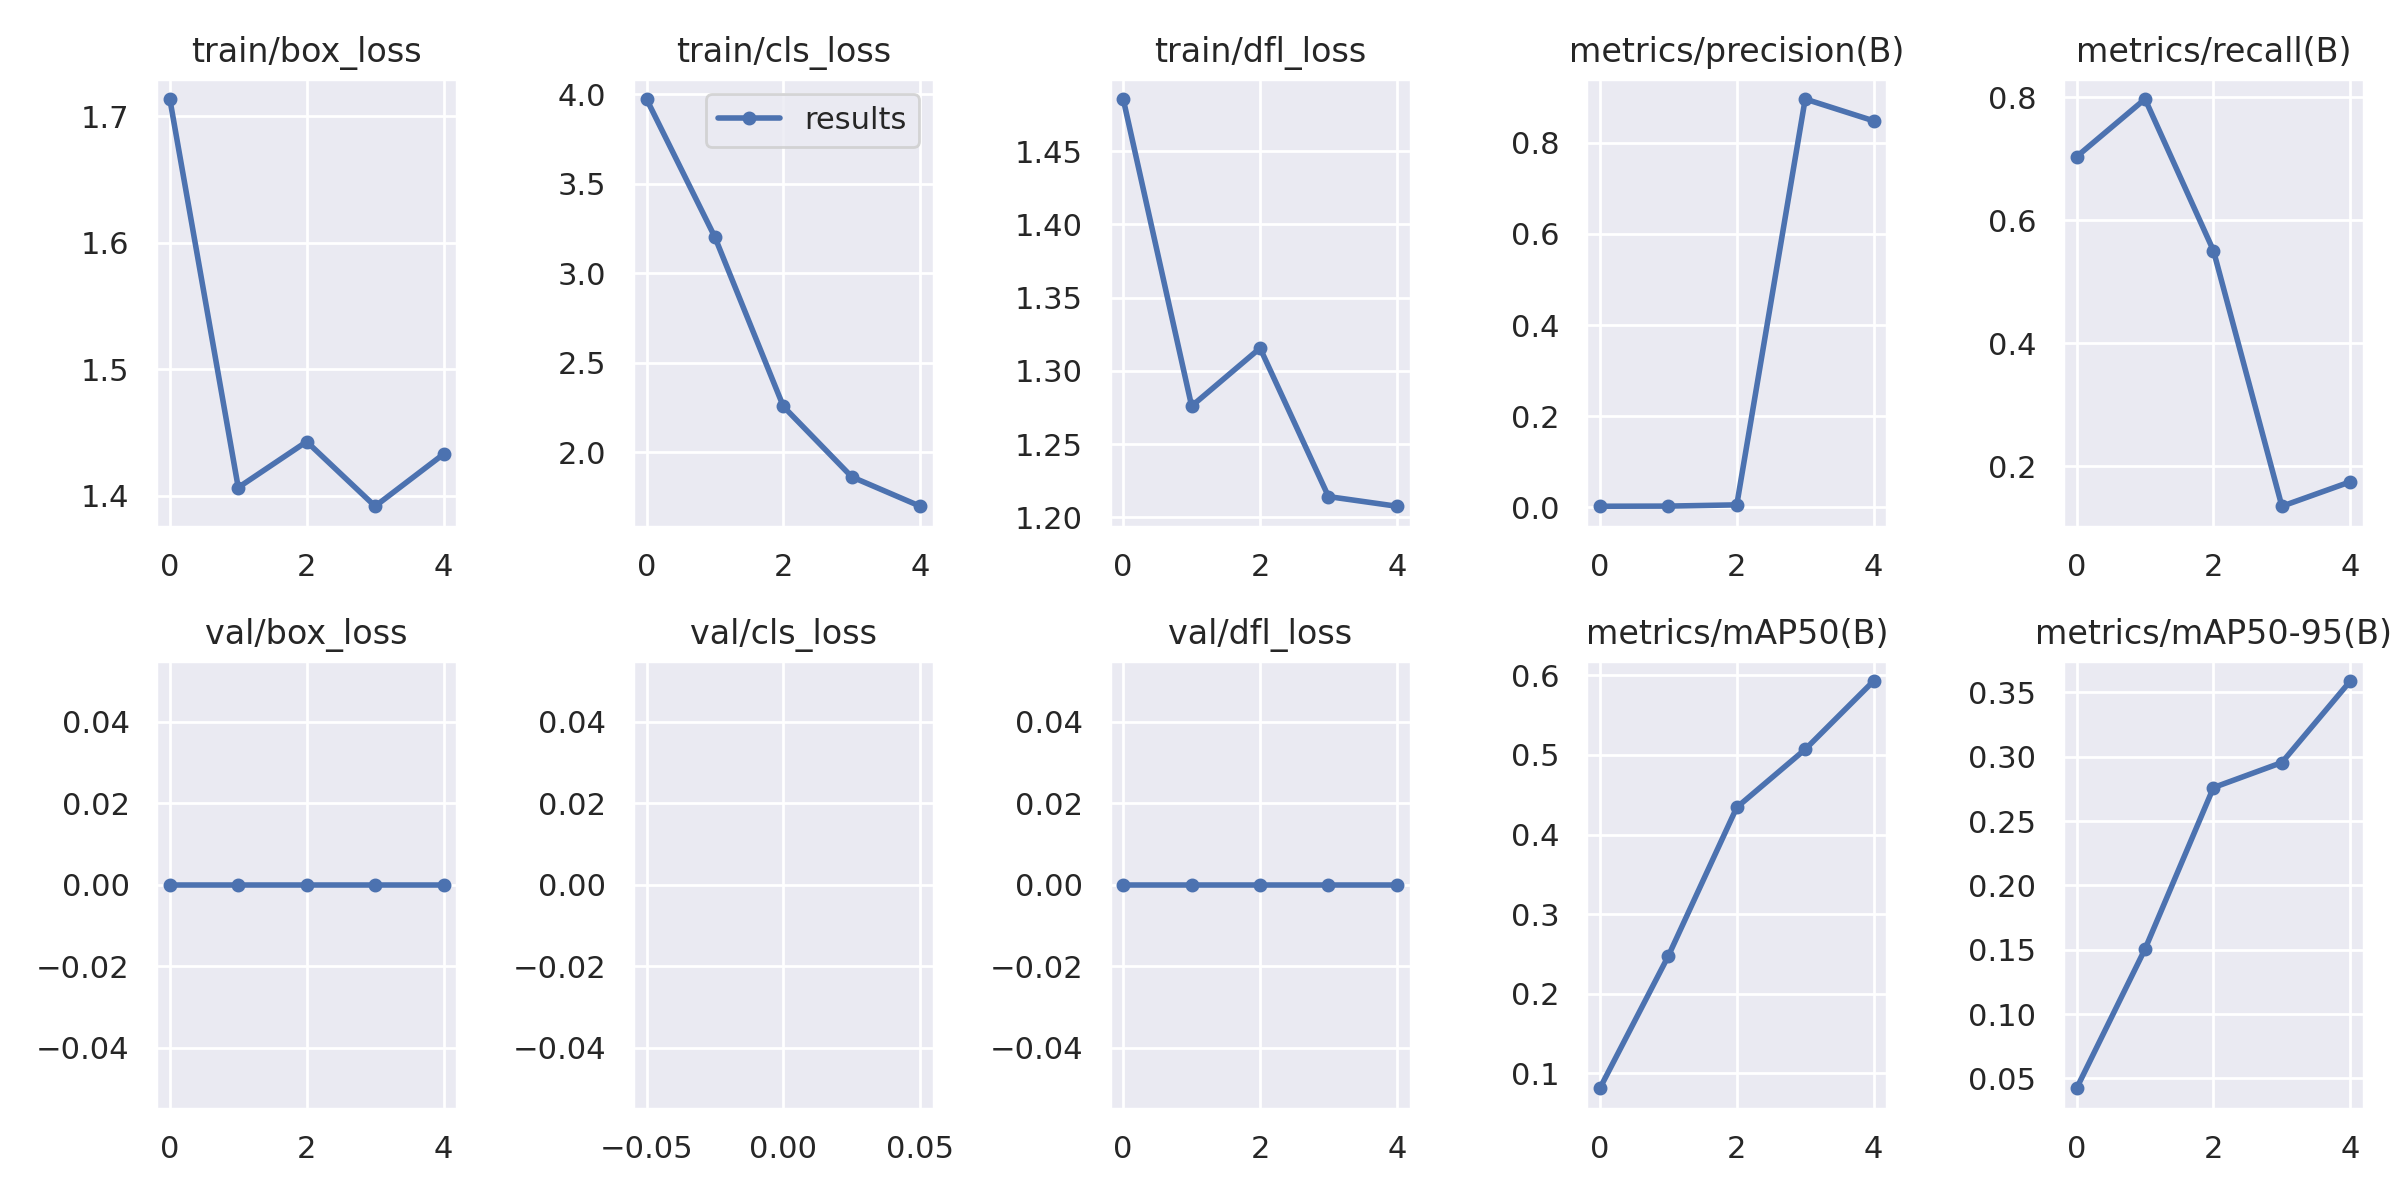 train/box_loss
1.7
1.6
1.5
1.4
0 2 4
train/cls_loss
results
4.0
3.5
3.0
2.5
2.0
0 2 4
train/dfl_loss
1.45
1.40
1.35
1.30
1.25
1.20
0 2 4
metrics/precision(B)
0.8
0.6
0.4
0.2
0.0
0 2 4
metrics/recall(B)
0.8
0.6
0.4
0.2
0 2 4
val/box_loss
0.04
0.02
0.00
−0.02
−0.04
0 2 4
val/cls_loss
0.04
0.02
0.00
−0.02
−0.04
−0.05 0.00 0.05
val/dfl_loss
0.04
0.02
0.00
−0.02
−0.04
0 2 4
metrics/mAP50(B)
0.6
0.5
0.4
0.3
0.2
0.1
0 2 4
metrics/mAP50-95(B)
0.35
0.30
0.25
0.20
0.15
0.10
0.05
0 2 4